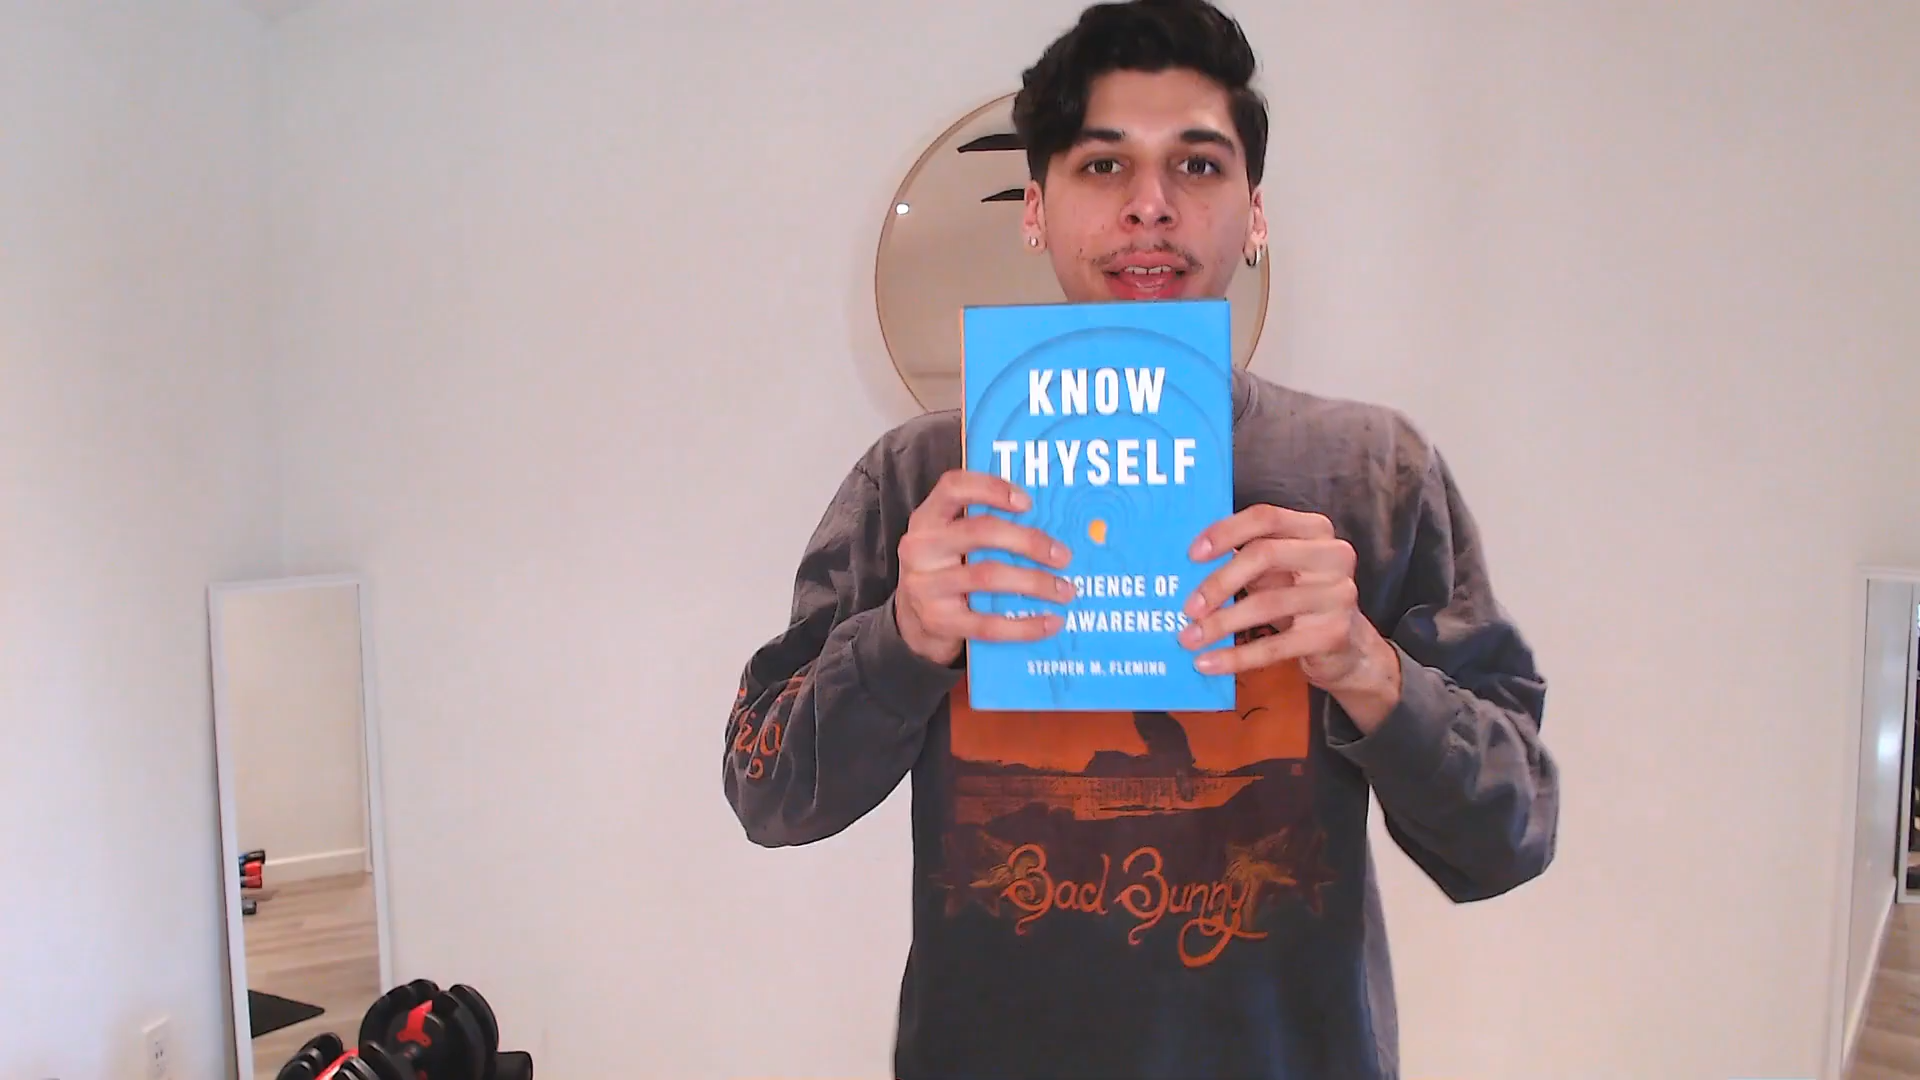 KNOW
THYSELF
SCIENCE OF
AWARENESS
STEPHEN M. FLEMING
Bad Bunny